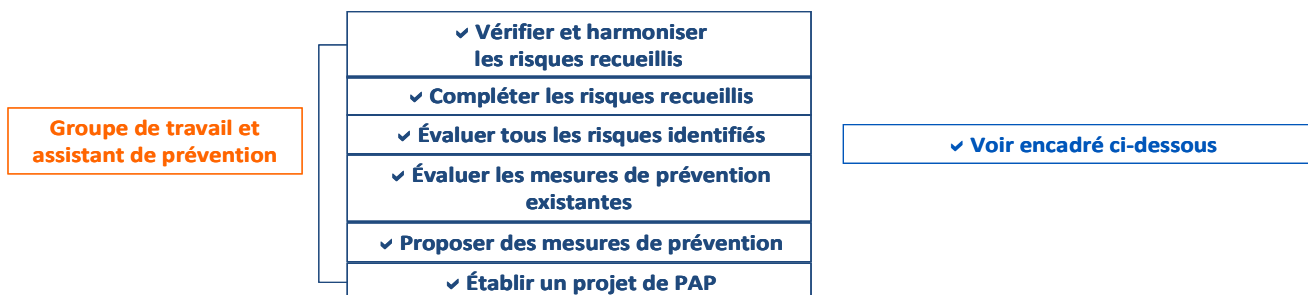 Groupe de travail et
assistant de prévention
✓ Vérifier et harmoniser
les risques recueillis
✓ Compléter les risques recueillis
✓ Évaluer tous les risques identifiés
✓ Évaluer les mesures de prévention
existantes
✓ Proposer des mesures de prévention
✓ Établir un projet de PAP
✓ Voir encadré ci-dessous